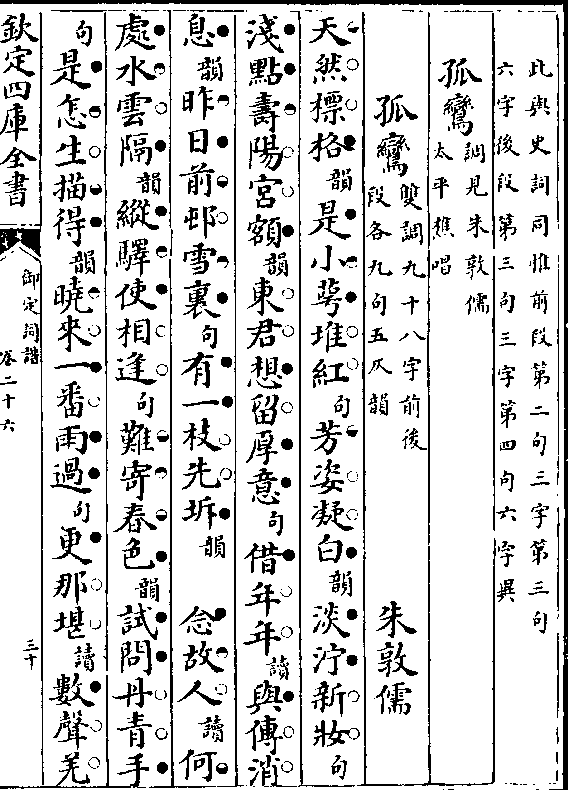 此與史詞同惟前段第二句三字第三句
六字後段第三句三字第四句六字異
孤鸞調見朱敦儒
太平樵唱
孤鸞雙調九十八字前後
段各九句五仄韻
朱敦儒
天然標格韻是小萼堆紅句芳姿凝白韻淡泞新妝句
淺點壽陽宮額韻東君想留厚意句借年年讀與傳消
息韻昨日前邨雪裏句有一枝先坼韻 念故人讀何
處水雲隔韻縱驛使相逢句難寄春色韻試問丹青手
句是怎生描得韻曉來一番雨過句更那堪讀數聲羌
欽定四庫全書
御定詞譜
卷二十六
三十